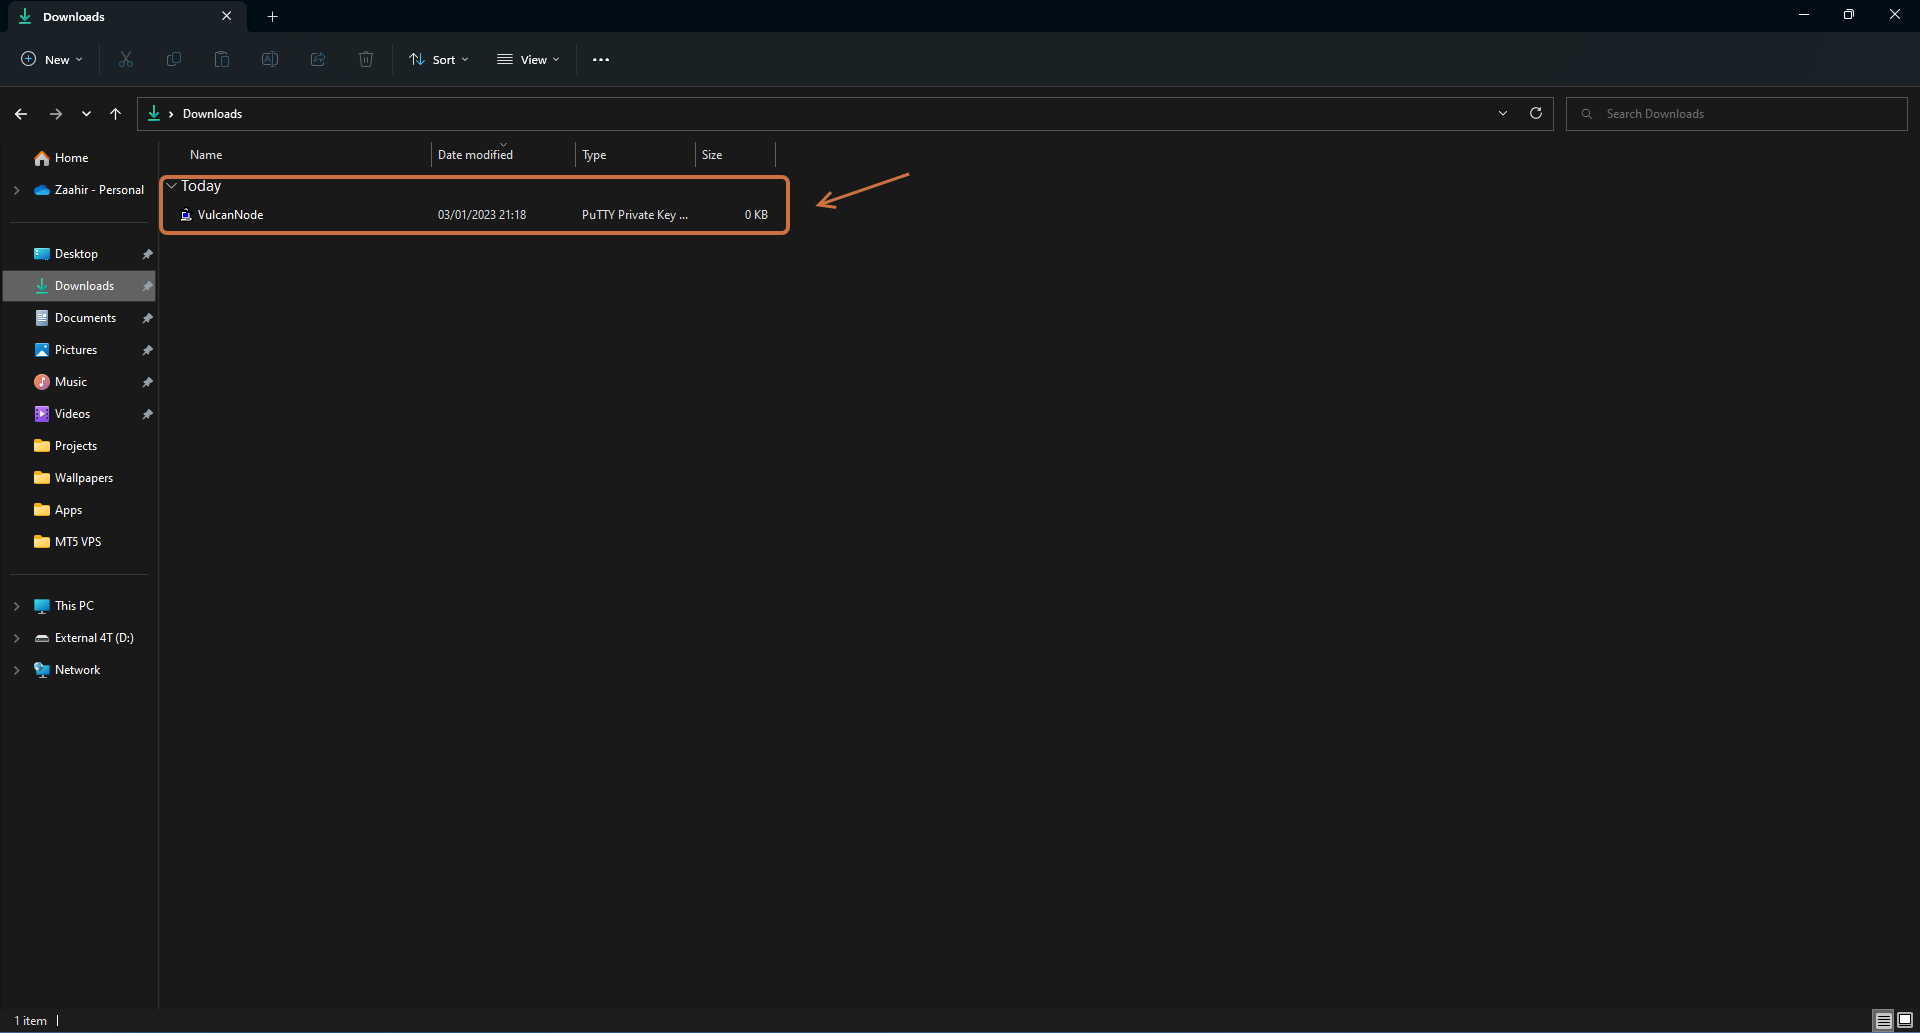 Downloads
New
Sort
View
Downloads
Search Downloads
Home
Zaahir - Personal
Desktop
Downloads
Documents
Pictures
Music
Videos
Projects
Wallpapers
Apps
MT5 VPS
This PC
External 4T (D:)
Network
Name Date modified Type Size
Today
VulcanNode 03/01/2023 21:18 PuTTY Private Key ... 0 KB
1 item